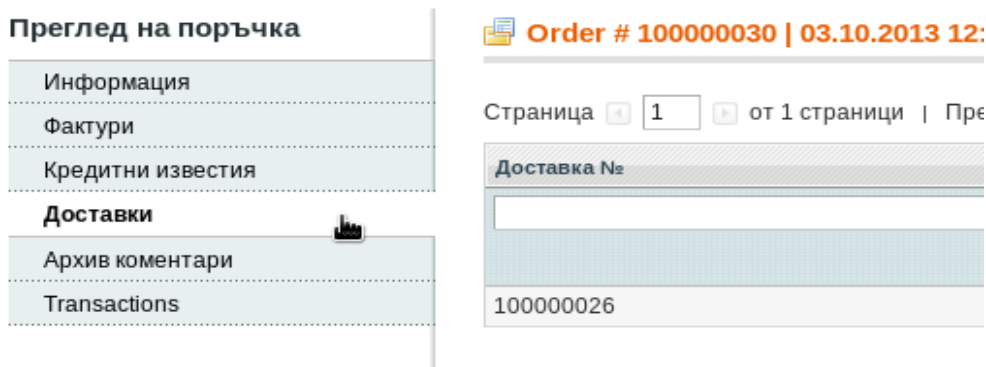 Преглед на поръчка
Информация
Фактури
Кредитни известия
Доставки
Архив коментари
Transactions
Order # 100000030 | 03.10.2013 12:
Страница 1 от 1 страници | Пре
Доставка №
100000026